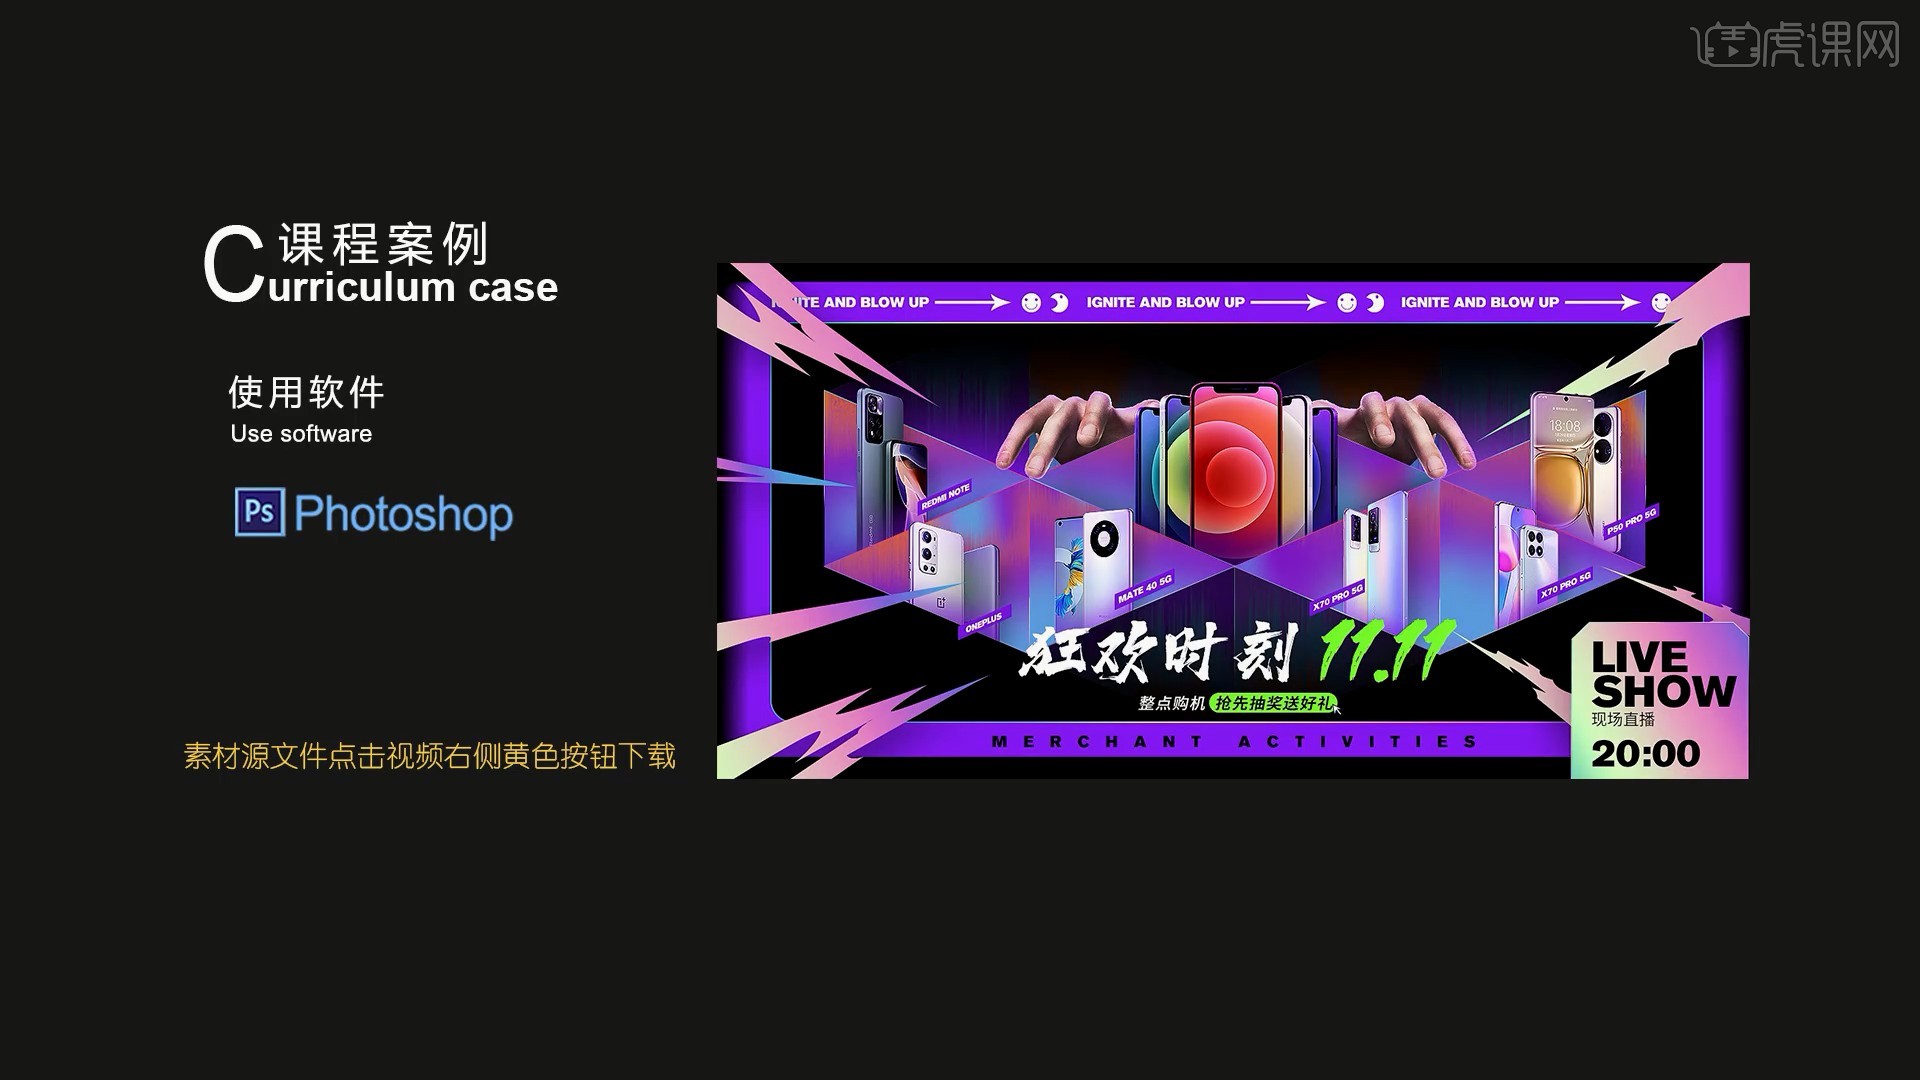 虎课网
课程案例
Curriculum case
使用软件
Use software
Ps Photoshop
素材源文件点击视频右侧黄色按钮下载
IGNITE AND BLOW UP IGNITE AND BLOW UP IGNITE AND BLOW UP
18:08
REDMI NOTE
P50 PRO 5G
MATE 40 5G
X70 PRO 5G
X70 PRO 5G
ONEPLUS
狂欢时刻 11.11
整点购机 抢先抽奖送好礼
MERCHANT ACTIVITIES
LIVE
SHOW
现场直播
20:00